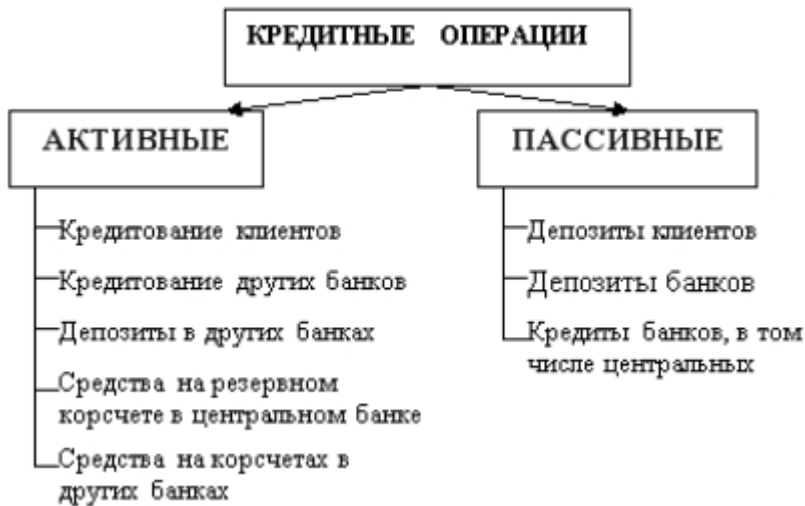 КРЕДИТНЫЕ ОПЕРАЦИИ
АКТИВНЫЕ
Кредитование клиентов
Кредитование других банков
Депозиты в других банках
Средства на резервном
корсчете в центральном банке
Средства на корсчетах в
других банках
ПАССИВНЫЕ
Депозиты клиентов
Депозиты банков
Кредиты банков, в том
числе центральных